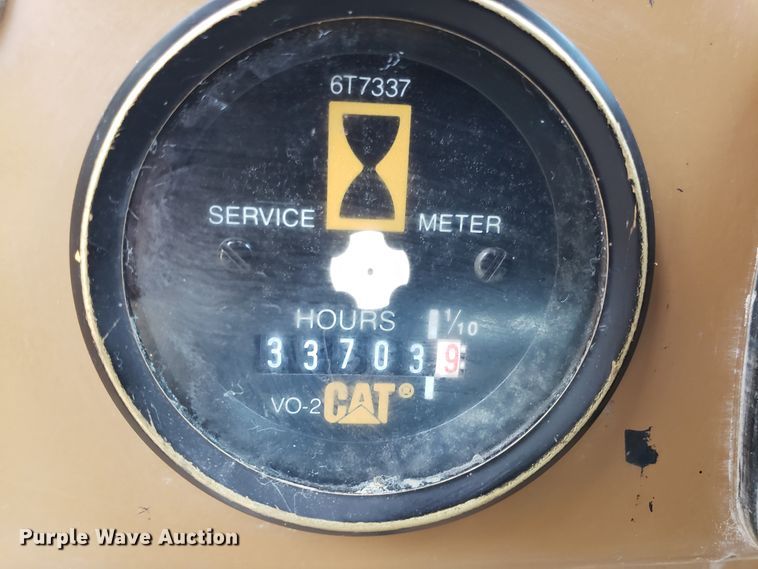 6T7337
SERVICE METER
HOURS 1/10
337039
VO-2 CAT®
Purple Wave Auction